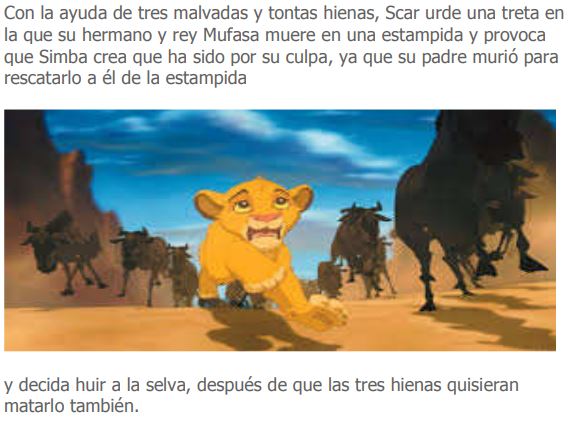 Con la ayuda de tres malvadas y tontas hienas, Scar urde una treta en
la que su hermano y rey Mufasa muere en una estampida y provoca
que Simba crea que ha sido por su culpa, ya que su padre murió para
rescatarlo a él de la estampida
y decida huir a la selva, después de que las tres hienas quisieran
matarlo también.